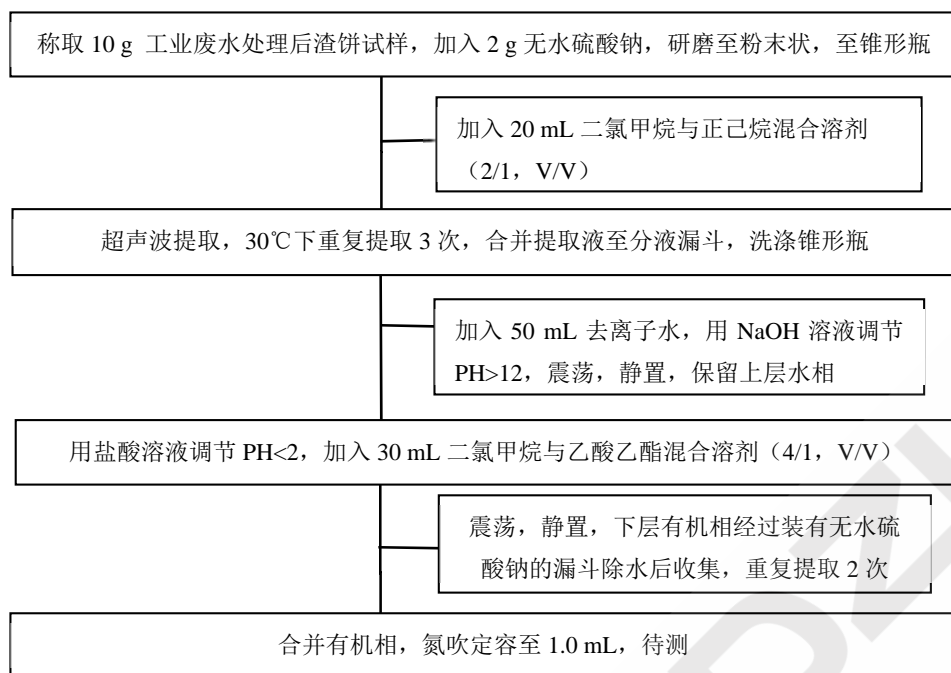 称取 10 g 工业废水处理后渣饼试样，加入 2 g 无水硫酸钠，研磨至粉末状，至锥形瓶
加入 20 mL 二氯甲烷与正己烷混合溶剂
（2/1，V/V）
超声波提取，30℃下重复提取 3 次，合并提取液至分液漏斗，洗涤锥形瓶
加入 50 mL 去离子水，用 NaOH 溶液调节
PH>12，震荡，静置，保留上层水相
用盐酸溶液调节 PH<2，加入 30 mL 二氯甲烷与乙酸乙酯混合溶剂（4/1，V/V）
震荡，静置，下层有机相经过装有无水硫
酸钠的漏斗除水后收集，重复提取 2 次
合并有机相，氮吹定容至 1.0 mL，待测